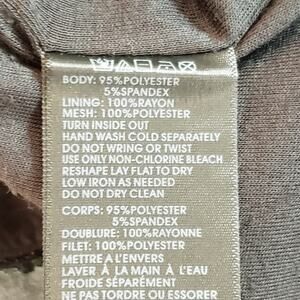 BODY: 95%POLYESTER
5%SPANDEX
LINING: 100%RAYON
MESH: 100%POLYESTER
TURN INSIDE OUT
HAND WASH COLD SEPARATELY
DO NOT WRING OR TWIST
USE ONLY NON-CHLORINE BLEACH
RESHAPE LAY FLAT TO DRY
LOW IRON AS NEEDED
DO NOT DRY CLEAN
CORPS: 95%POLYESTER
5%SPANDEX
DOUBLURE: 100%RAYONNE
FILET: 100%POLYESTER
METTRE A L'ENVERS
LAVER À LA MAIN À L'EAU
FROIDE SÉPARÉMENT
NE PAS TORDRE OU ESSORER